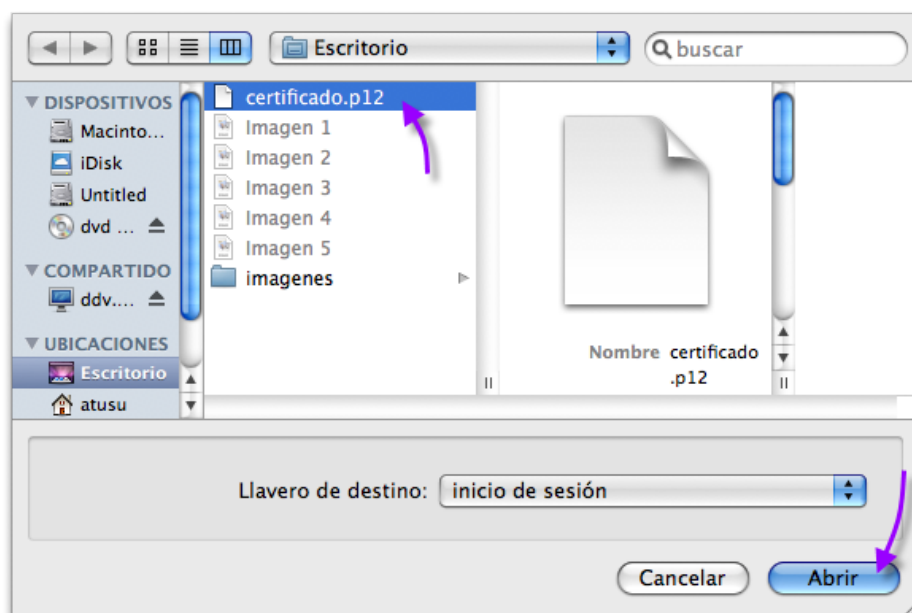 Escritorio
buscar
DISPOSITIVOS
Macinto...
iDisk
Untitled
dvd ...
COMPARTIDO
ddv....
UBICACIONES
Escritorio
atusu
certificado.p12
Imagen 1
Imagen 2
Imagen 3
Imagen 4
Imagen 5
imagenes
Nombre certificado
.p12
Llavero de destino: inicio de sesión
Cancelar
Abrir